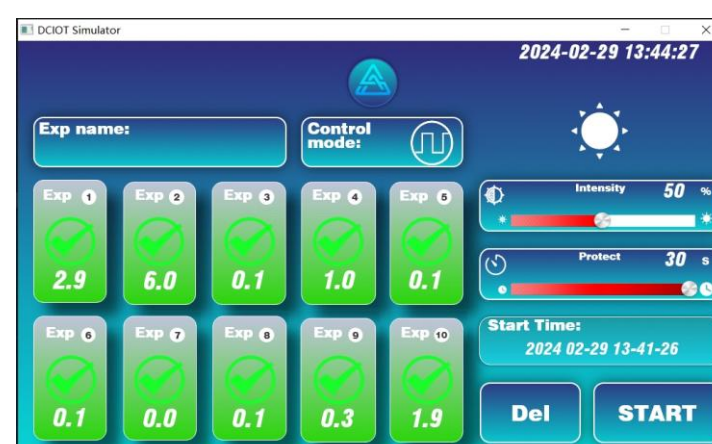 DCIOT Simulator
2024-02-29 13:44:27
Exp name:
Control
mode:
Exp 1 Exp 2 Exp 3 Exp 4 Exp 5
2.9 6.0 0.1 1.0 0.1
Intensity 50 %
Protect 30 s
Exp 6 Exp 7 Exp 8 Exp 9 Exp 10
0.1 0.0 0.1 0.3 1.9
Start Time:
2024 02-29 13-41-26
Del START